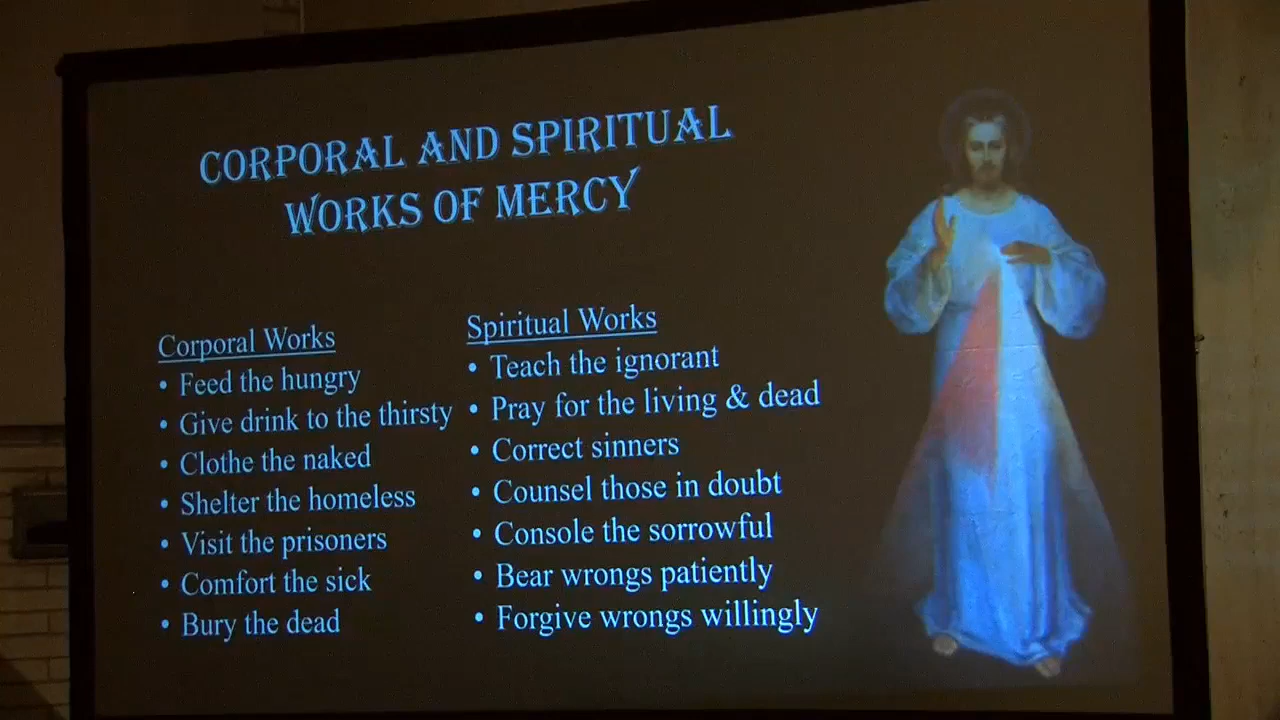 CORPORAL AND SPIRITUAL
WORKS OF MERCY
Corporal Works
• Feed the hungry
• Give drink to the thirsty
• Clothe the naked
• Shelter the homeless
• Visit the prisoners
• Comfort the sick
• Bury the dead
Spiritual Works
• Teach the ignorant
• Pray for the living & dead
• Correct sinners
• Counsel those in doubt
• Console the sorrowful
• Bear wrongs patiently
• Forgive wrongs willingly